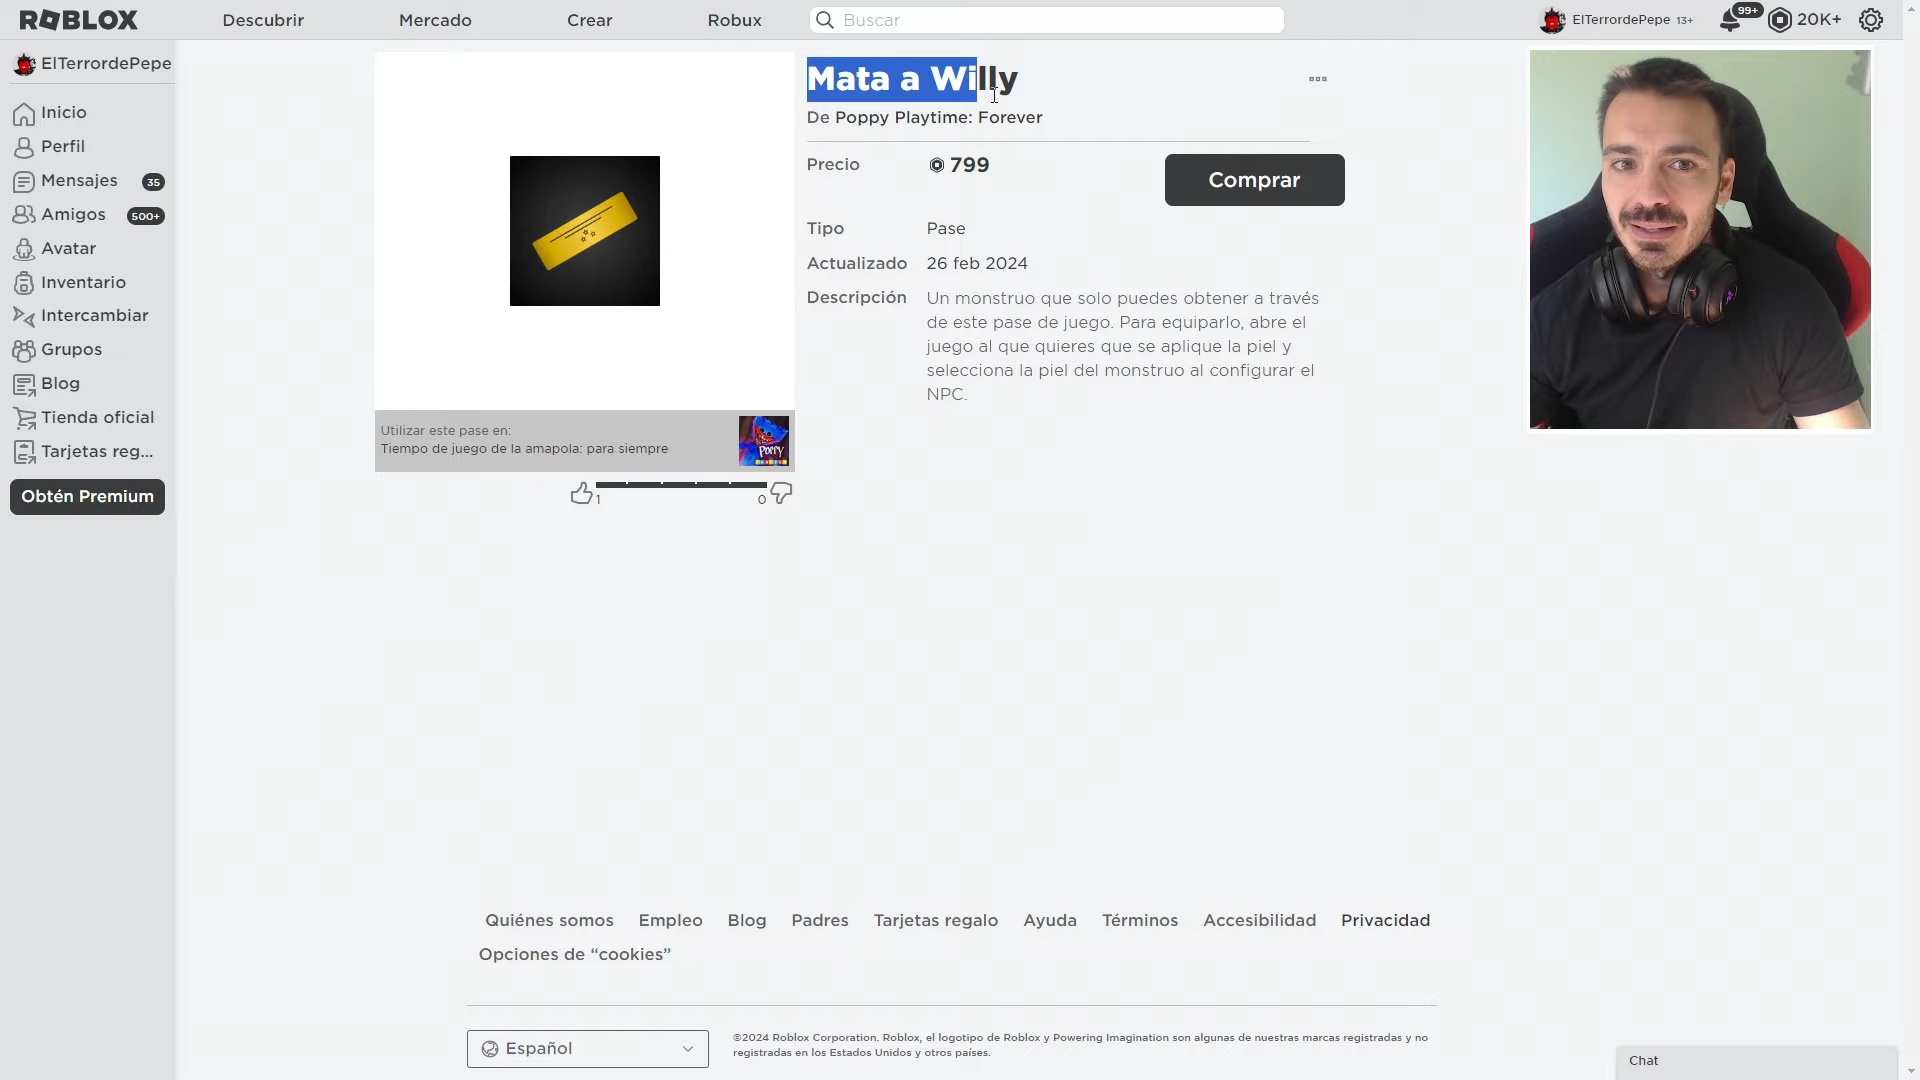 ROBLOX
Descubrir
Mercado
Crear
Robux
Buscar
ElTerrordePepe 13+
99+
20K+
ElTerrordePepe
Inicio
Perfil
Mensajes 35
Amigos 500+
Avatar
Inventario
Intercambiar
Grupos
Blog
Tienda oficial
Tarjetas reg...
Obtén Premium
Mata a Willy
De Poppy Playtime: Forever
Precio 799
Comprar
Tipo Pase
Actualizado 26 feb 2024
Descripción Un monstruo que solo puedes obtener a través
de este pase de juego. Para equiparlo, abre el
juego al que quieres que se aplique la piel y
selecciona la piel del monstruo al configurar el
NPC.
Utilizar este pase en:
Tiempo de juego de la amapola: para siempre
POPPY
1
0
Quiénes somos Empleo Blog Padres Tarjetas regalo Ayuda Términos Accesibilidad Privacidad
Opciones de “cookies”
Español
©2024 Roblox Corporation. Roblox, el logotipo de Roblox y Powering Imagination son algunas de nuestras marcas registradas y no
registradas en los Estados Unidos y otros países.
Chat